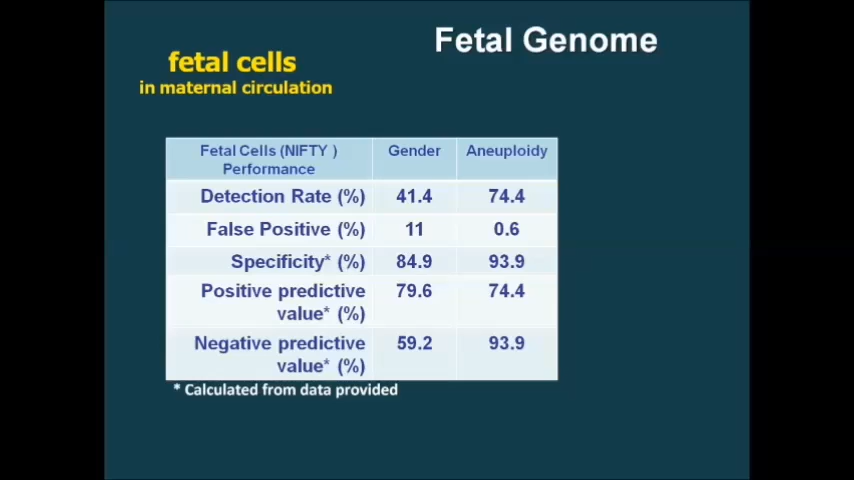 Fetal Genome
fetal cells
in maternal circulation
Fetal Cells (NIFTY ) Gender Aneuploidy
Performance
Detection Rate (%) 41.4 74.4
False Positive (%) 11 0.6
Specificity* (%) 84.9 93.9
Positive predictive 79.6 74.4
value* (%)
Negative predictive 59.2 93.9
value* (%)
* Calculated from data provided